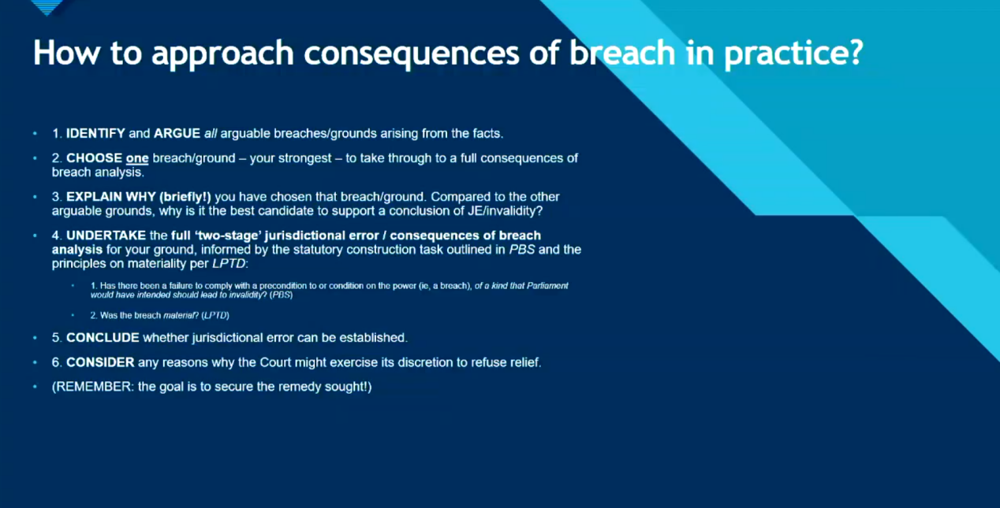 How to approach consequences of breach in practice?
• 1. IDENTIFY and ARGUE all arguable breaches/grounds arising from the facts.
• 2. CHOOSE one breach/ground – your strongest – to take through to a full consequences of
breach analysis.
• 3. EXPLAIN WHY (briefly!) you have chosen that breach/ground. Compared to the other
arguable grounds, why is it the best candidate to support a conclusion of JE/invalidity?
• 4. UNDERTAKE the full ‘two-stage’ jurisdictional error / consequences of breach
analysis for your ground, informed by the statutory construction task outlined in PBS and the
principles on materiality per LPTD:
• 1. Has there been a failure to comply with a precondition to or condition on the power (ie, a breach), of a kind that Parliament
would have intended should lead to invalidity? (PBS)
• 2. Was the breach material? (LPTD)
• 5. CONCLUDE whether jurisdictional error can be established.
• 6. CONSIDER any reasons why the Court might exercise its discretion to refuse relief.
• (REMEMBER: the goal is to secure the remedy sought!)